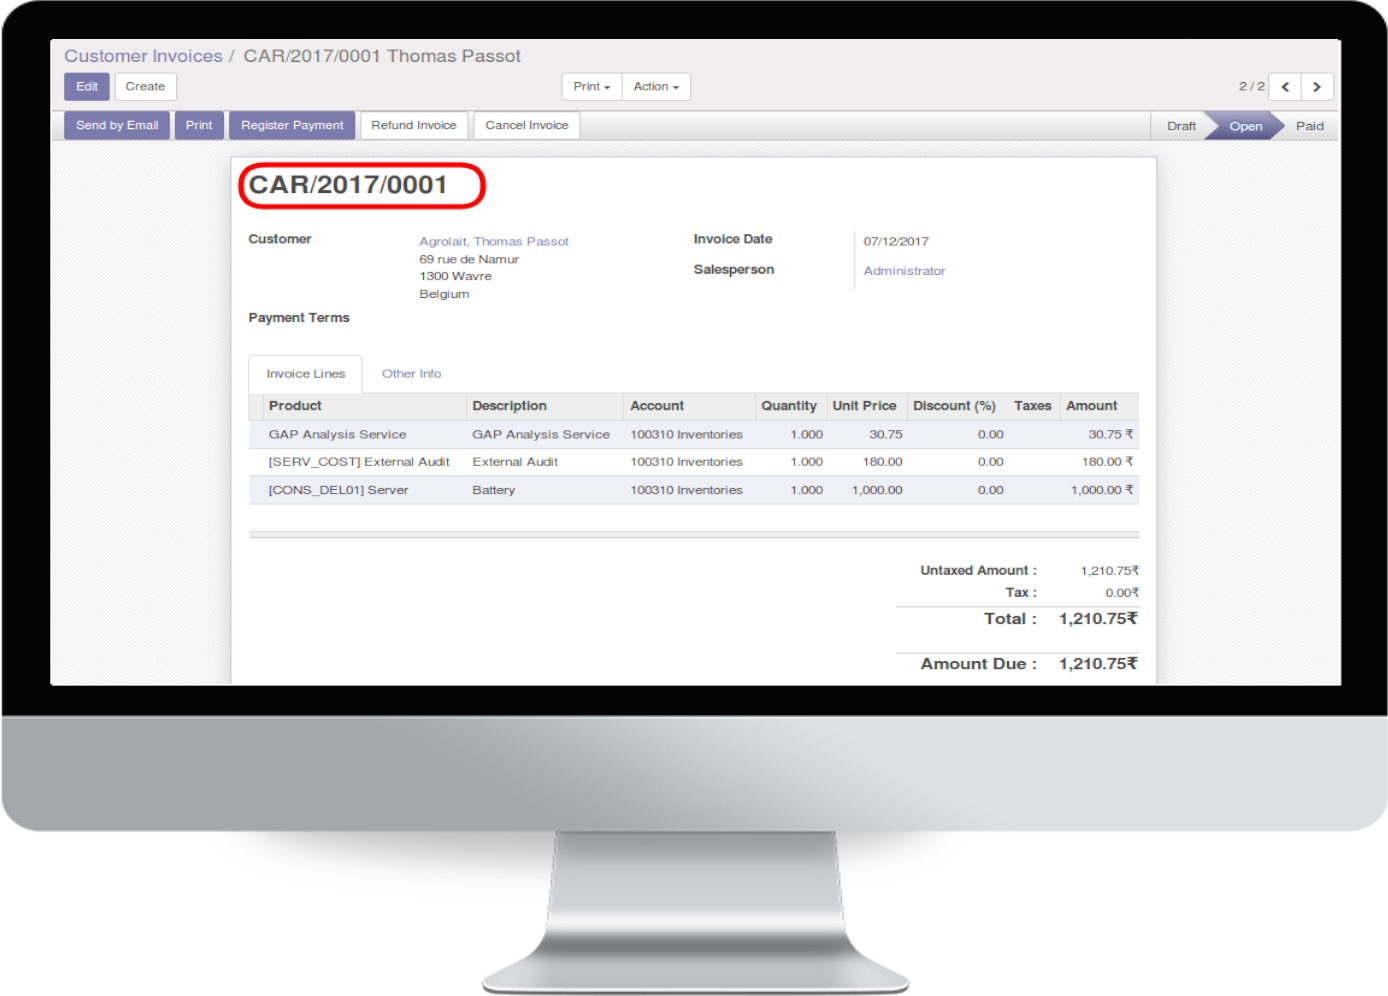 Customer Invoices / CAR/2017/0001 Thomas Passot
Edit Create Print Action 2 / 2
Send by Email Print Register Payment Refund Invoice Cancel Invoice Draft Open Paid
CAR/2017/0001
Customer Agrolait, Thomas Passot Invoice Date 07/12/2017
69 rue de Namur
1300 Wavre Salesperson Administrator
Belgium
Payment Terms
Invoice Lines Other Info
Product Description Account Quantity Unit Price Discount (%) Taxes Amount
GAP Analysis Service GAP Analysis Service 100310 Inventories 1.000 30.75 0.00 30.75 ₹
[SERV_COST] External Audit External Audit 100310 Inventories 1.000 180.00 0.00 180.00 ₹
[CONS_DEL01] Server Battery 100310 Inventories 1.000 1,000.00 0.00 1,000.00 ₹
Untaxed Amount : 1,210.75₹
Tax : 0.00₹
Total : 1,210.75₹
Amount Due : 1,210.75₹